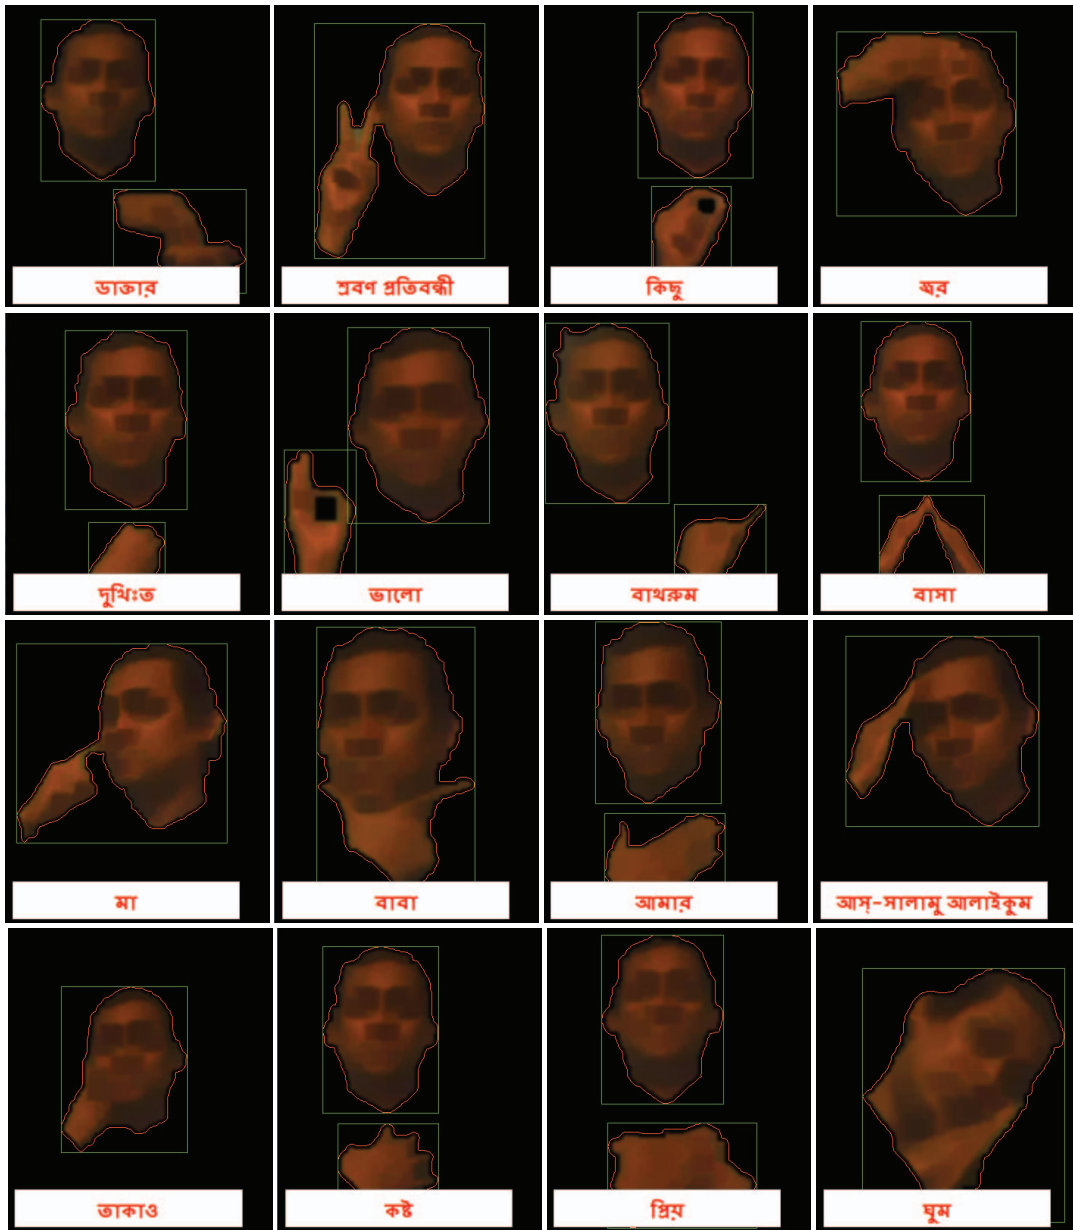 ডাক্তার
শ্রবণ প্রতিবন্ধী
কিছু
জ্বর
দুখিঃত
ভালো
বাথরুম
বাসা
মা
বাবা
আমার
আস্-সালামু আলাইকুম
তাকাও
কষ্ট
প্রিয়
ঘুম